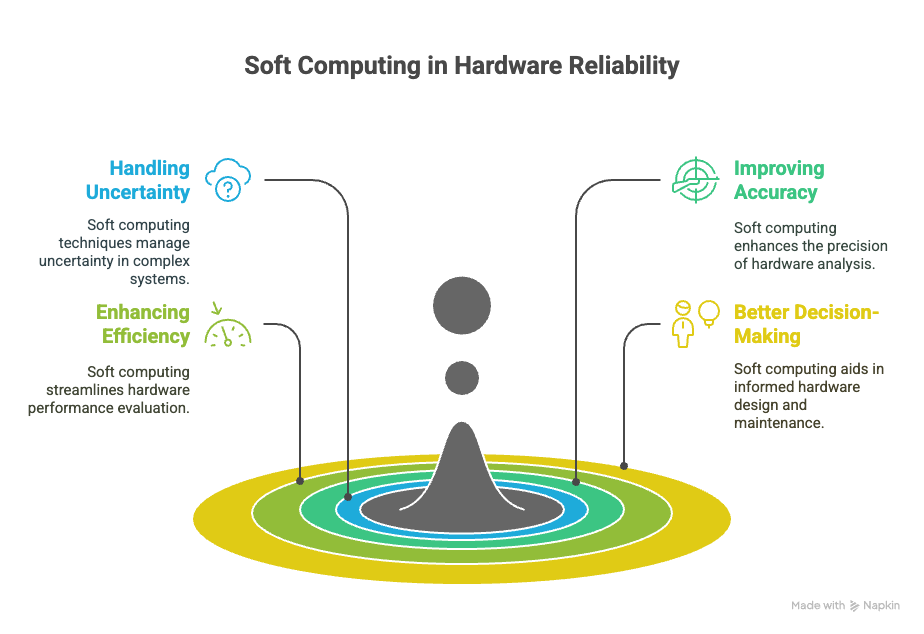 Soft Computing in Hardware Reliability
Handling
Uncertainty
Soft computing
techniques manage
uncertainty in complex
systems.
Enhancing
Efficiency
Soft computing
streamlines hardware
performance evaluation.
Improving
Accuracy
Soft computing
enhances the precision
of hardware analysis.
Better Decision-
Making
Soft computing aids in
informed hardware
design and
maintenance.
?
Made with Napkin